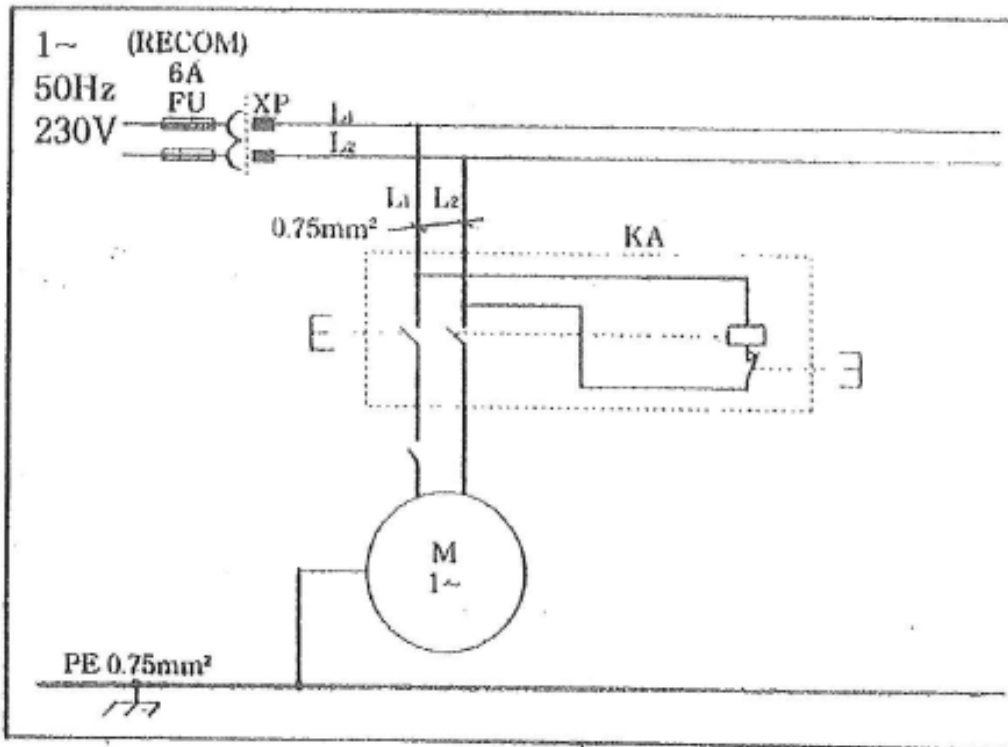 1~ (RECOM)
50Hz 6A
230V FU XP L₁
L₂
L₁ L₂
0.75mm²
KA
M
1~
PE 0.75mm²